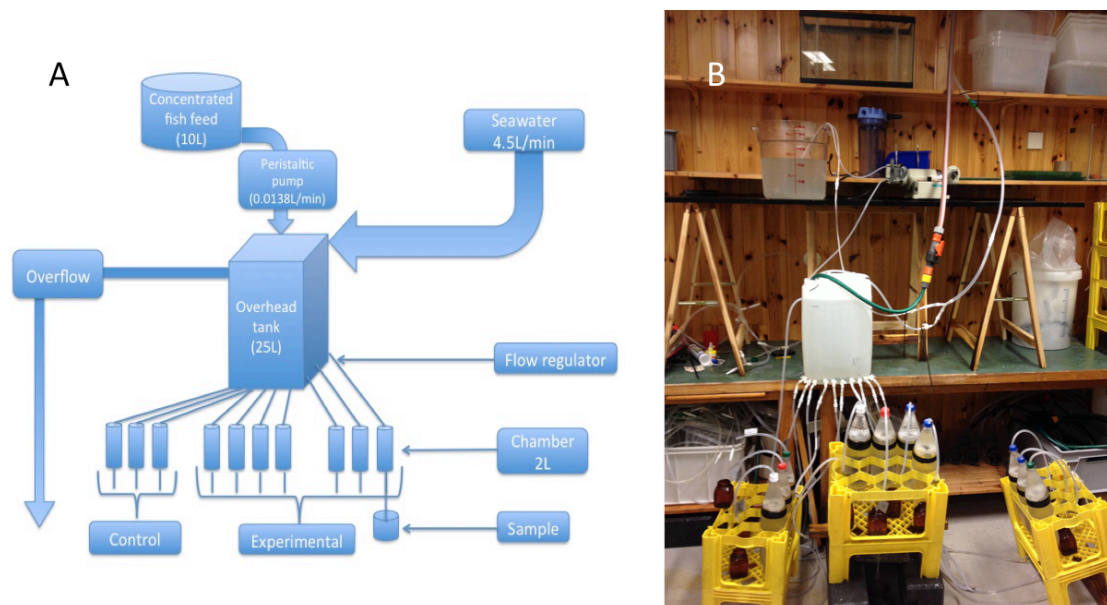 A
Concentrated
fish feed
(10L)
Peristaltic
pump
(0.0138L/min)
Seawater
4.5L/min
Overflow
Overhead
tank
(25L)
Flow regulator
Chamber
2L
Control
Experimental
Sample
B